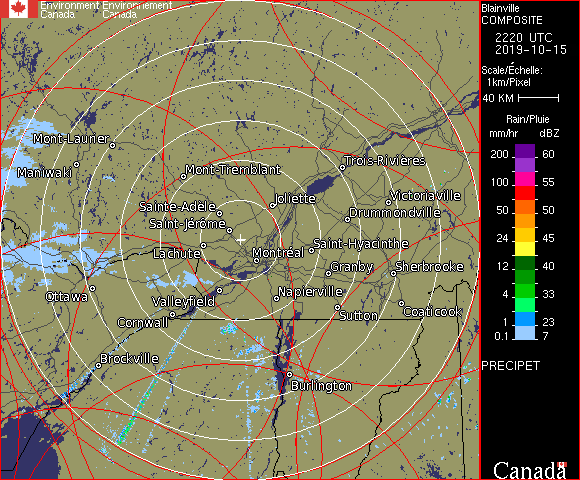 Environment Environnement
Canada Canada
Blainville
COMPOSITE
2220 UTC
2019-10-15
Scale/Échelle:
1km/Pixel
40 KM
Rain/Pluie
mm/hr dBZ
200 60
100 55
50 50
24 45
12 40
4 33
1 23
0.1 7
PRECIPET
Mont-Laurier
Maniwaki
Mont-Tremblant
Trois-Rivières
Joliette
Victoriaville
Sainte-Adèle
Drummondville
Saint-Jérôme
Lachute
Montréal
Saint-Hyacinthe
Granby
Sherbrooke
Ottawa
Valleyfield
Napierville
Cornwall
Sutton
Coaticook
Brockville
Burlington
Canada